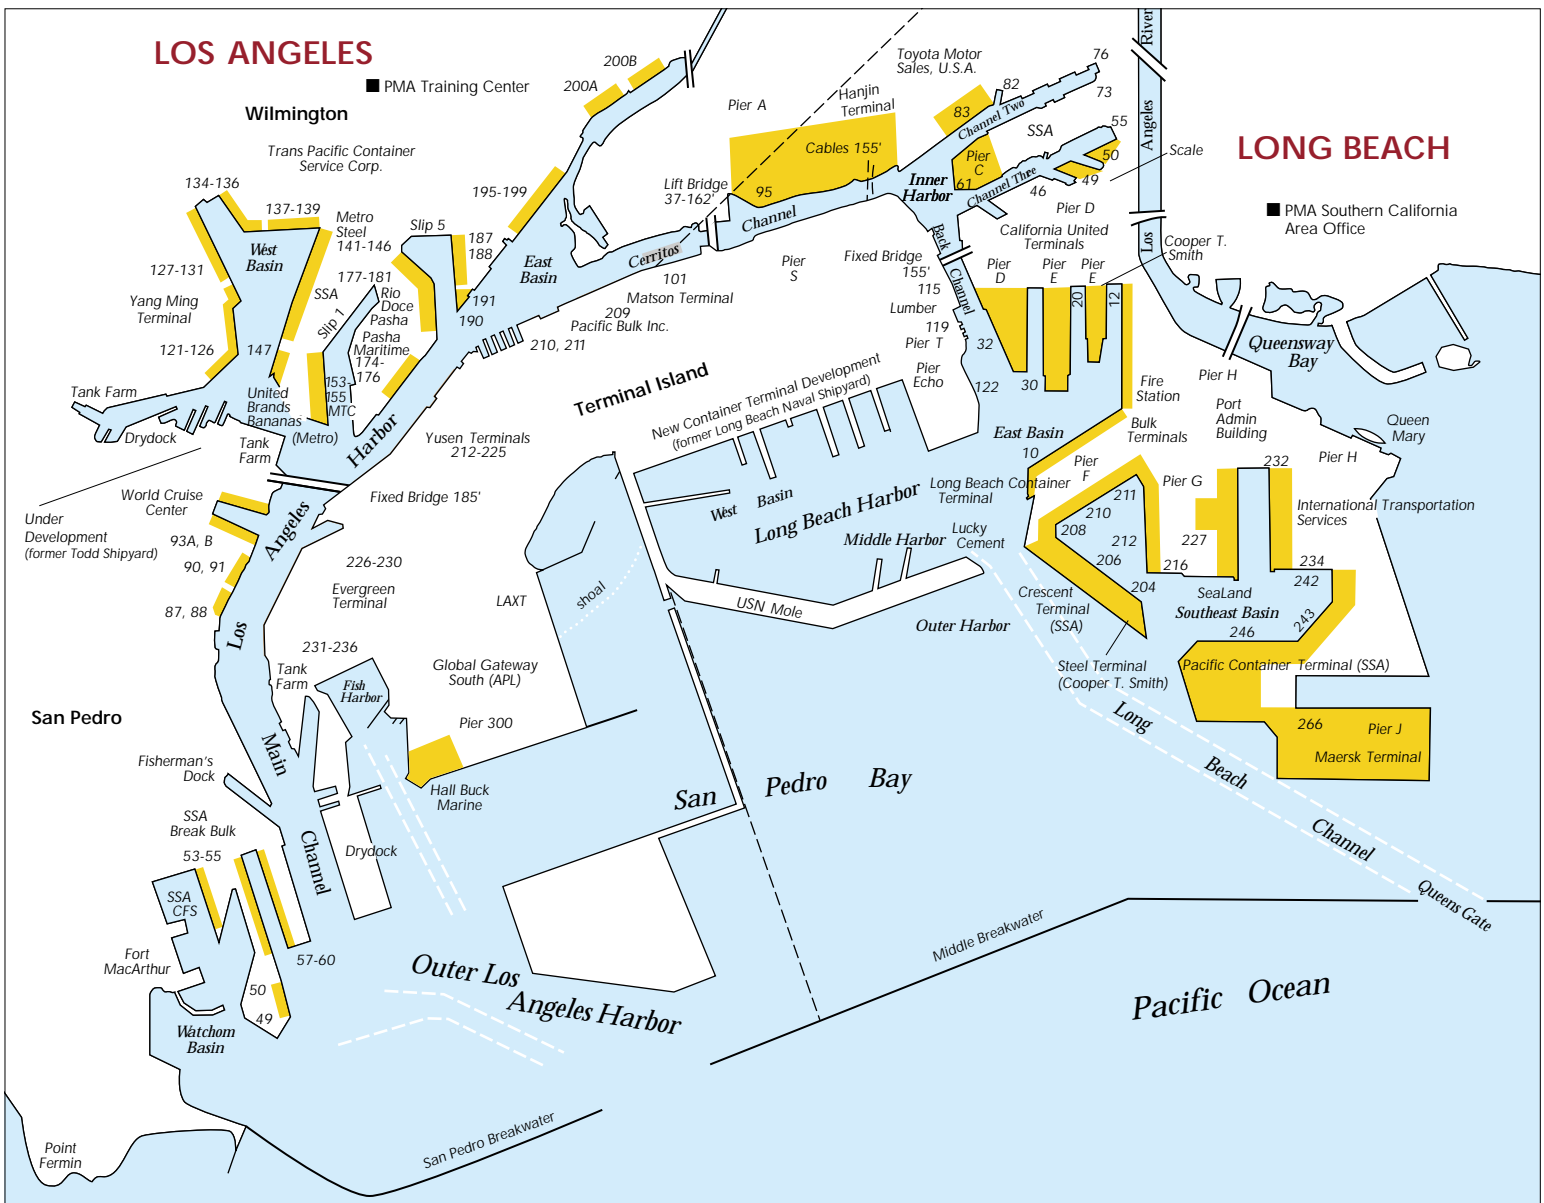 LOS ANGELES
PMA Training Center
Wilmington
Trans Pacific Container
Service Corp.
134-136
137-139
Metro
Steel
141-146
Slip 5
187
188
195-199
200A
200B
West
Basin
127-131
Yang Ming
Terminal
121-126
147
SSA
177-181
Rio
Doce
Pasha
Pasha
Maritime
174-
176
Slip 1
153-
155
MTC
191
190
East
Basin
210, 211
Tank Farm
Drydock
United
Brands
Bananas
(Metro)
Tank
Farm
Harbor
Yusen Terminals
212-225
Fixed Bridge 185'
World Cruise
Center
Under
Development
(former Todd Shipyard)
93A, B
90, 91
87, 88
Angeles
Los
226-230
Evergreen
Terminal
LAXT
shoal
231-236
Tank
Farm
Fish
Harbor
Global Gateway
South (APL)
Pier 300
Hall Buck
Marine
San Pedro
Main
Channel
Fisherman's
Dock
SSA
Break Bulk
53-55
SSA
CFS
Drydock
57-60
Fort
MacArthur
50
49
Watchorn
Basin
Point
Fermin
San Pedro Breakwater
Outer Los
Angeles Harbor
Pier A
Hanjin
Terminal
Toyota Motor
Sales, U.S.A.
Cables 155'
Lift Bridge
37-162'
95
Channel
Cerritos
101
Matson Terminal
209
Pacific Bulk Inc.
Pier
S
Inner
Harbor
82
83
Channel Two
76
73
SSA
55
50
49
Scale
Pier
C
61
Channel Three
46
Pier D
California United
Terminals
Cooper T.
Smith
Back
Channel
Fixed Bridge
155'
115
Lumber
119
Pier T
Pier
Echo
Pier
D
Pier
E
Pier
E
20
12
32
30
122
River
Angeles
Los
LONG BEACH
PMA Southern California
Area Office
Queensway
Bay
Pier H
Fire
Station
Port
Admin
Building
Bulk
Terminals
Queen
Mary
Pier H
Terminal Island
New Container Terminal Development
(former Long Beach Naval Shipyard)
West Basin
Long Beach Harbor
Middle Harbor
USN Mole
Outer Harbor
East Basin
10
Pier
F
Long Beach Container
Terminal
Lucky
Cement
211
210
208
212
206
204
Pier G
227
216
232
International Transportation
Services
234
242
243
SeaLand
Southeast Basin
246
Crescent
Terminal
(SSA)
Steel Terminal
(Cooper T. Smith)
Pacific Container Terminal (SSA)
266
Pier J
Maersk Terminal
Long
Beach
Channel
Queens Gate
San Pedro Bay
Middle Breakwater
Pacific Ocean